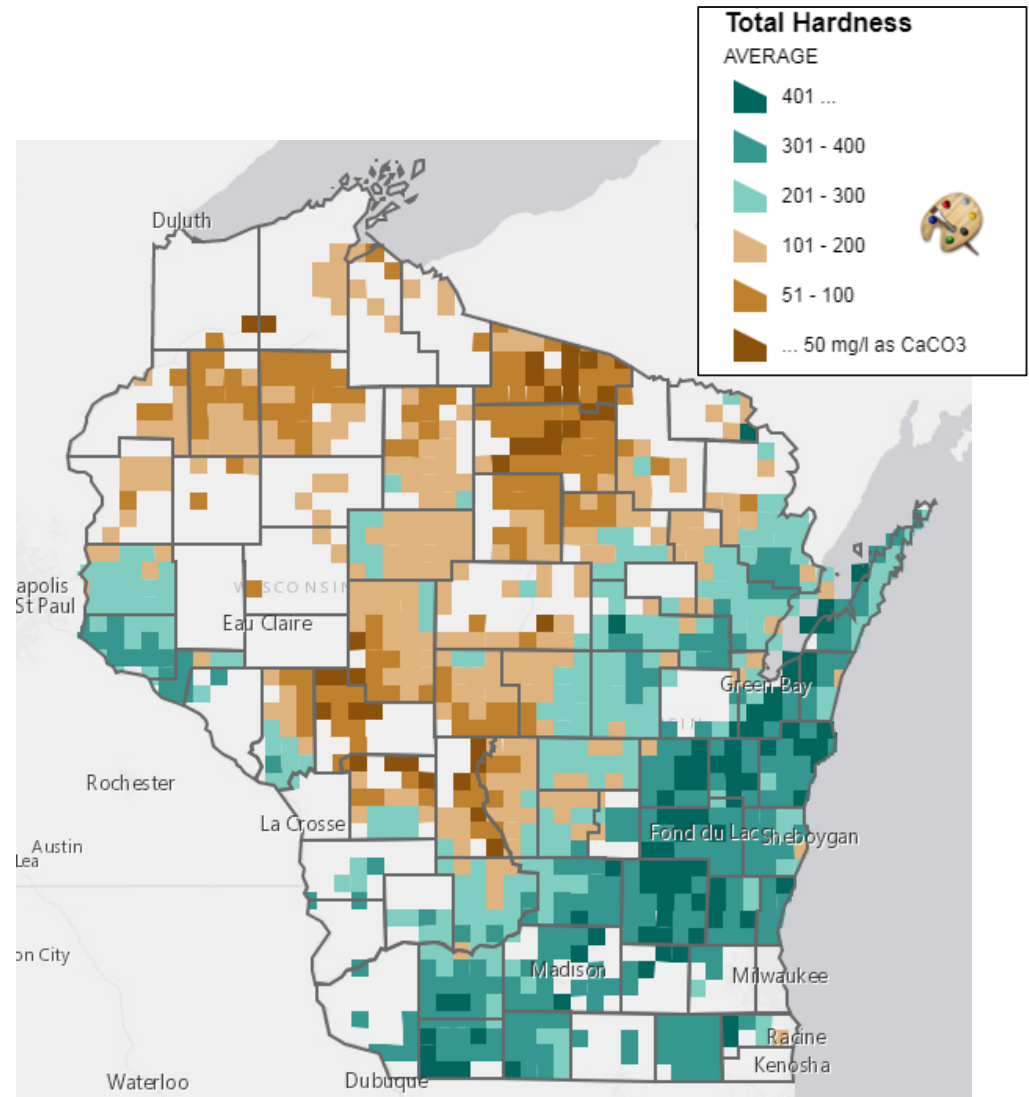 Total Hardness
AVERAGE
401 ...
301 - 400
201 - 300
101 - 200
51 - 100
... 50 mg/l as CaCO3
Duluth
apolis
St Paul
WISCONSIN
Eau Claire
Green Bay
SIN
Rochester
La Crosse
Fond du Lac
Sheboygan
Austin
Lea
on City
Madison
Milwaukee
Racine
Kenosha
Waterloo
Dubuque